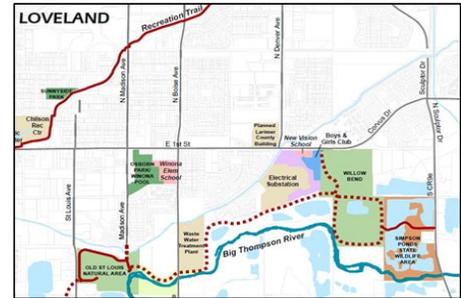 LOVELAND
Recreation Trail
N Madison Ave
N Boise Ave
N Denver Ave
Sculptor Dr
SUNNYSIDE
PARK
Chilson
Rec
Ctr
Planned
Larimer
County
Building
New Vision
School
Boys &
Girls Club
N Sculptor Dr
E 1st St
OSBORN
PARK/
WINONA
POOL
Winona
Elem
School
Electrical
Substation
WILLOW
BEND
St Louis Ave
Madison Ave
Waste
Water
Treatment
Plant
Big Thompson River
OLD ST LOUIS
NATURAL AREA
SIMPSON
PONDS
STATE
WILDLIFE
AREA